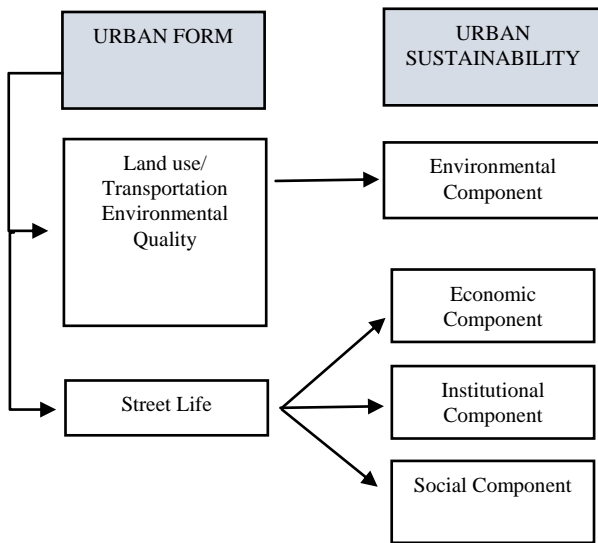 URBAN FORM
URBAN
SUSTAINABILITY
Land use/
Transportation
Environmental
Quality
Environmental
Component
Economic
Component
Street Life
Institutional
Component
Social Component